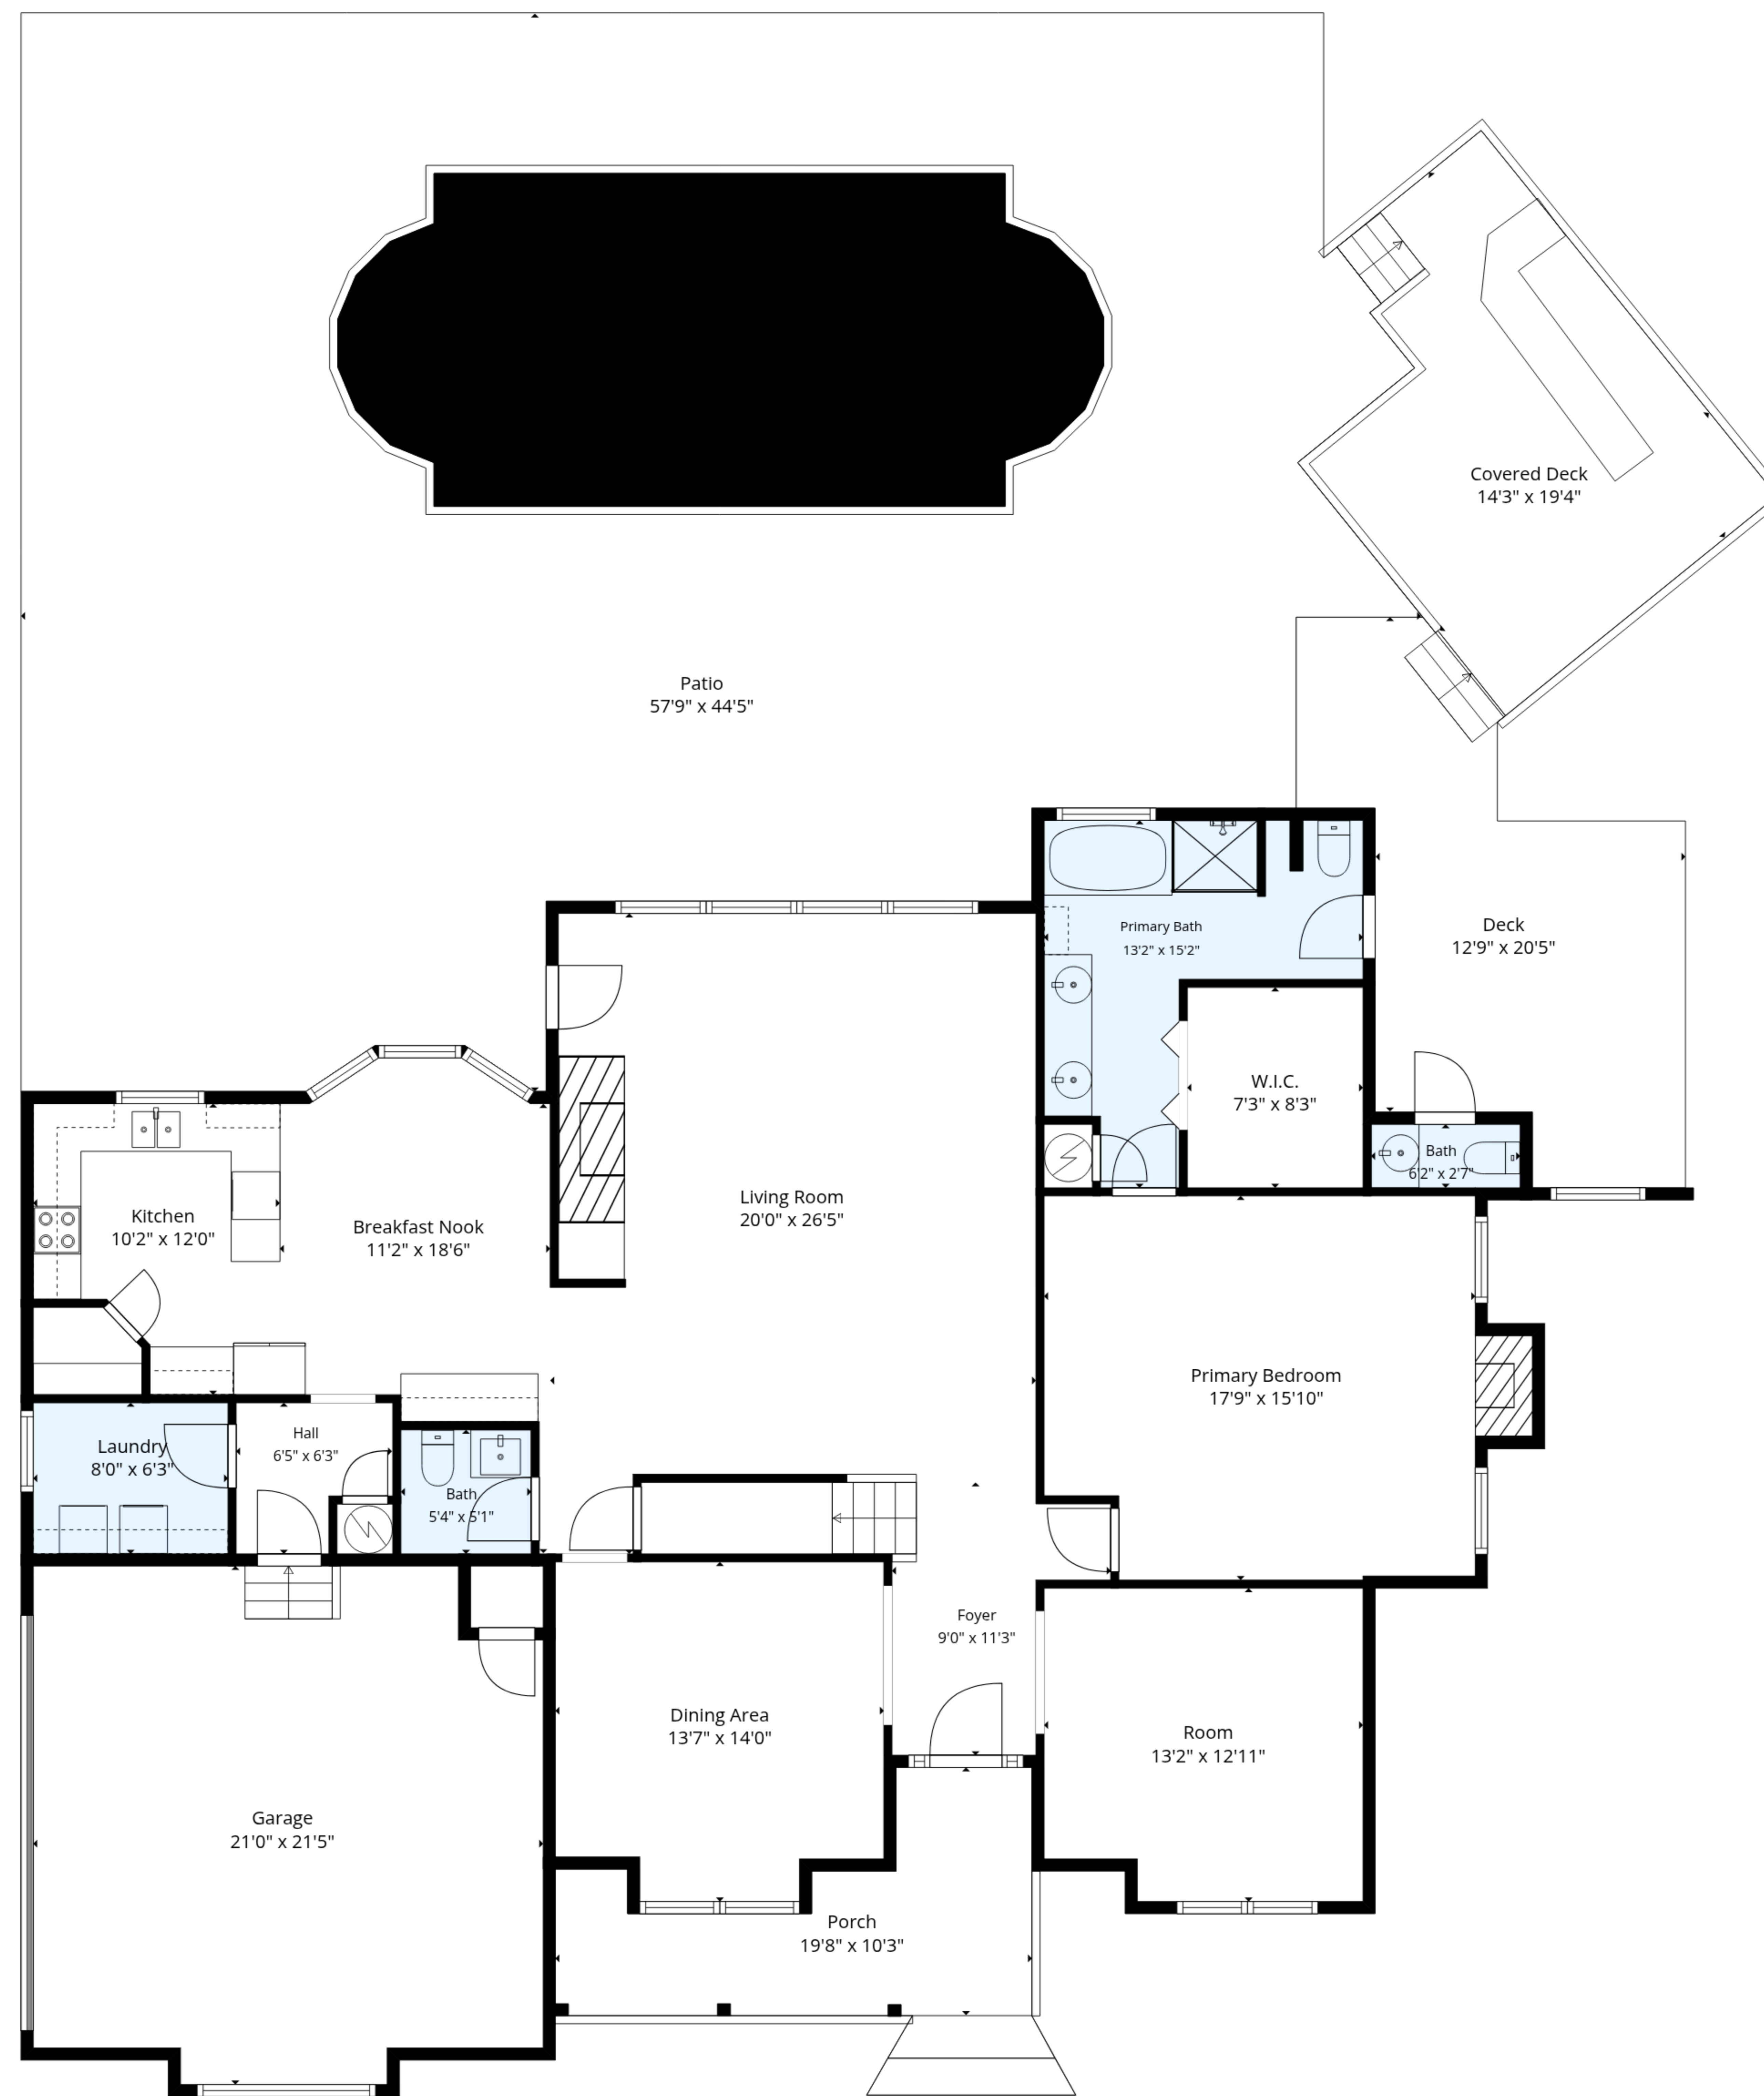 Covered Deck
14'3" x 19'4"
Patio
57'9" x 44'5"
Primary Bath
13'2" x 15'2"
Deck
12'9" x 20'5"
W.I.C.
7'3" x 8'3"
Bath
6'2" x 2'7"
Living Room
20'0" x 26'5"
Kitchen
10'2" x 12'0"
Breakfast Nook
11'2" x 18'6"
Primary Bedroom
17'9" x 15'10"
Laundry
8'0" x 6'3"
Hall
6'5" x 6'3"
Bath
5'4" x 5'1"
Foyer
9'0" x 11'3"
Dining Area
13'7" x 14'0"
Room
13'2" x 12'11"
Garage
21'0" x 21'5"
Porch
19'8" x 10'3"